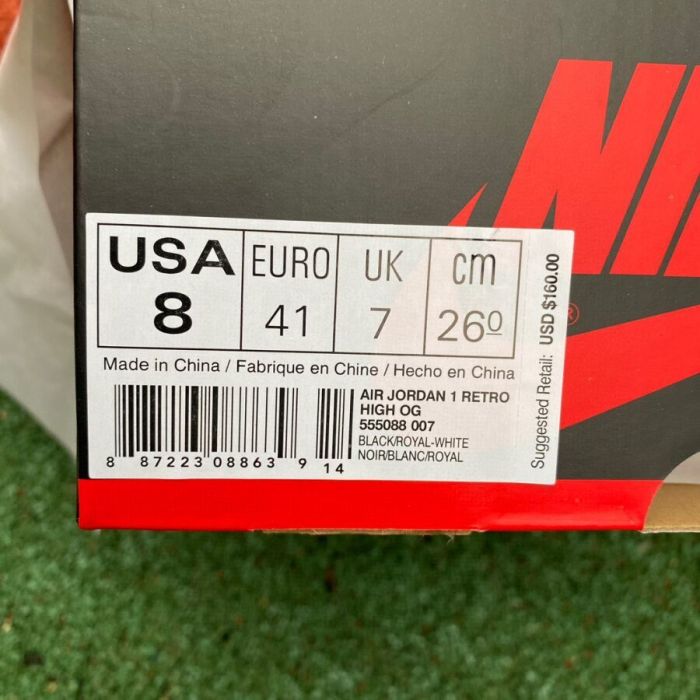 NI
®
USA EURO UK cm
8 41 7 26 0
Made in China / Fabrique en Chine / Hecho en China
AIR JORDAN 1 RETRO
HIGH OG
555088 007
BLACK/ROYAL-WHITE
NOIR/BLANC/ROYAL
8 87223 08863 9 14
Suggested Retail: USD $160.00